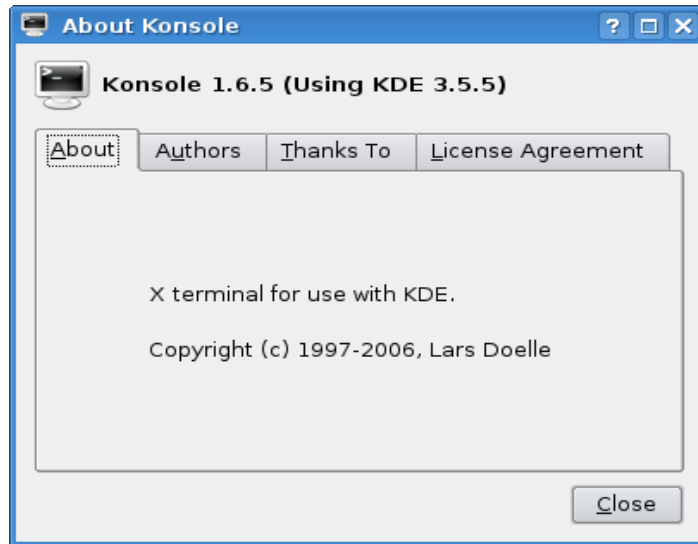 About Konsole
Konsole 1.6.5 (Using KDE 3.5.5)
About Authors Thanks To License Agreement
X terminal for use with KDE.
Copyright (c) 1997-2006, Lars Doelle
Close